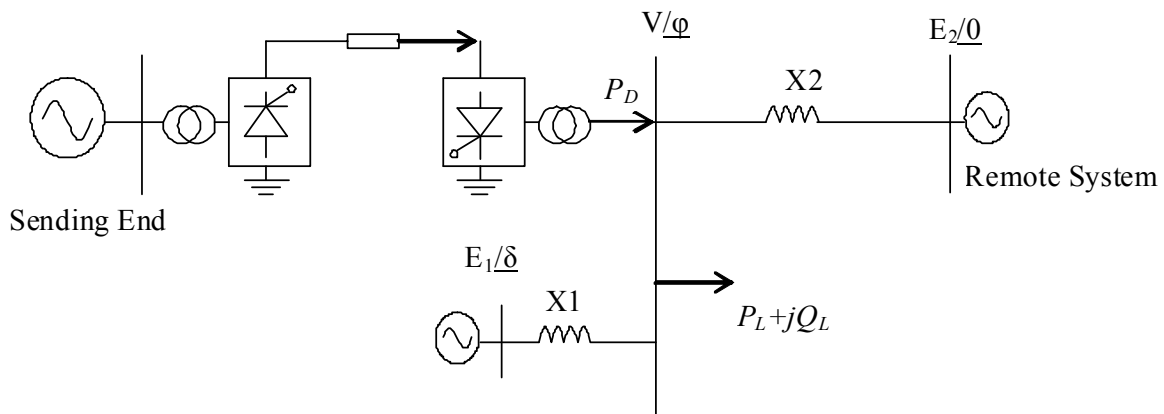 V/φ
E₂/0
X2
P_D
Remote System
Sending End
E₁/δ
X1
P_L+jQ_L